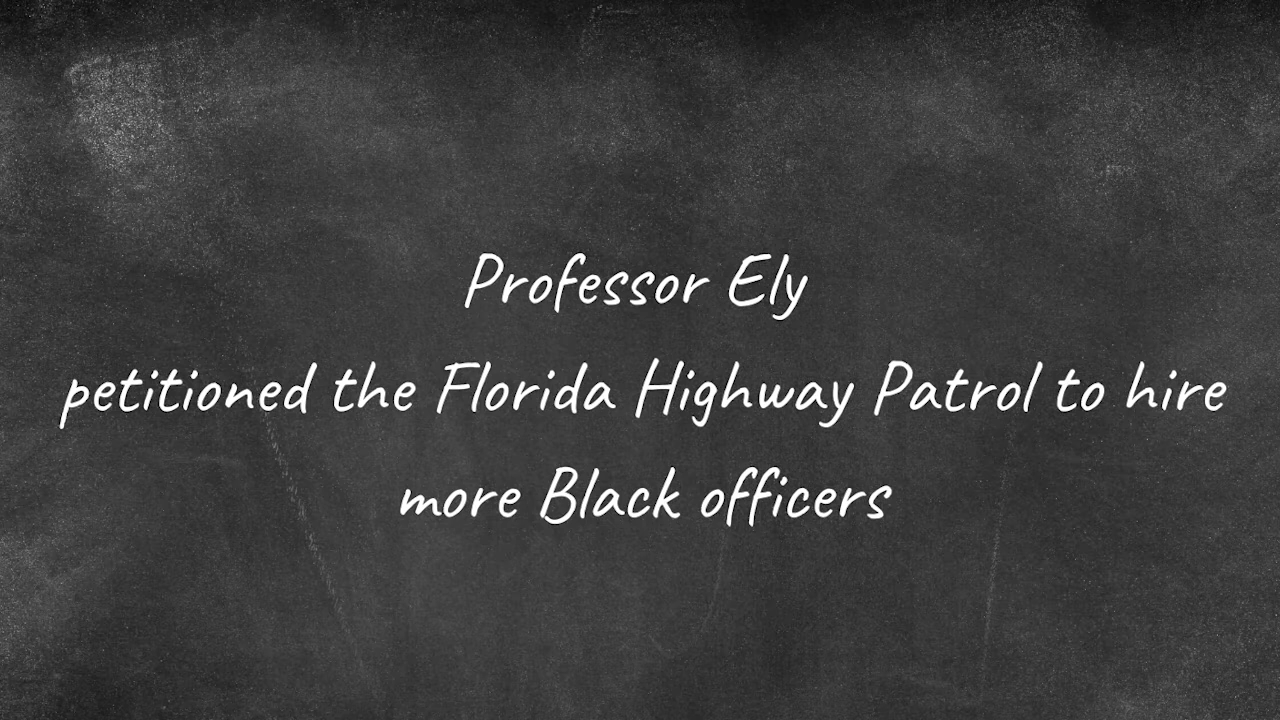 Professor Ely
petitioned the Florida Highway Patrol to hire
more Black officers